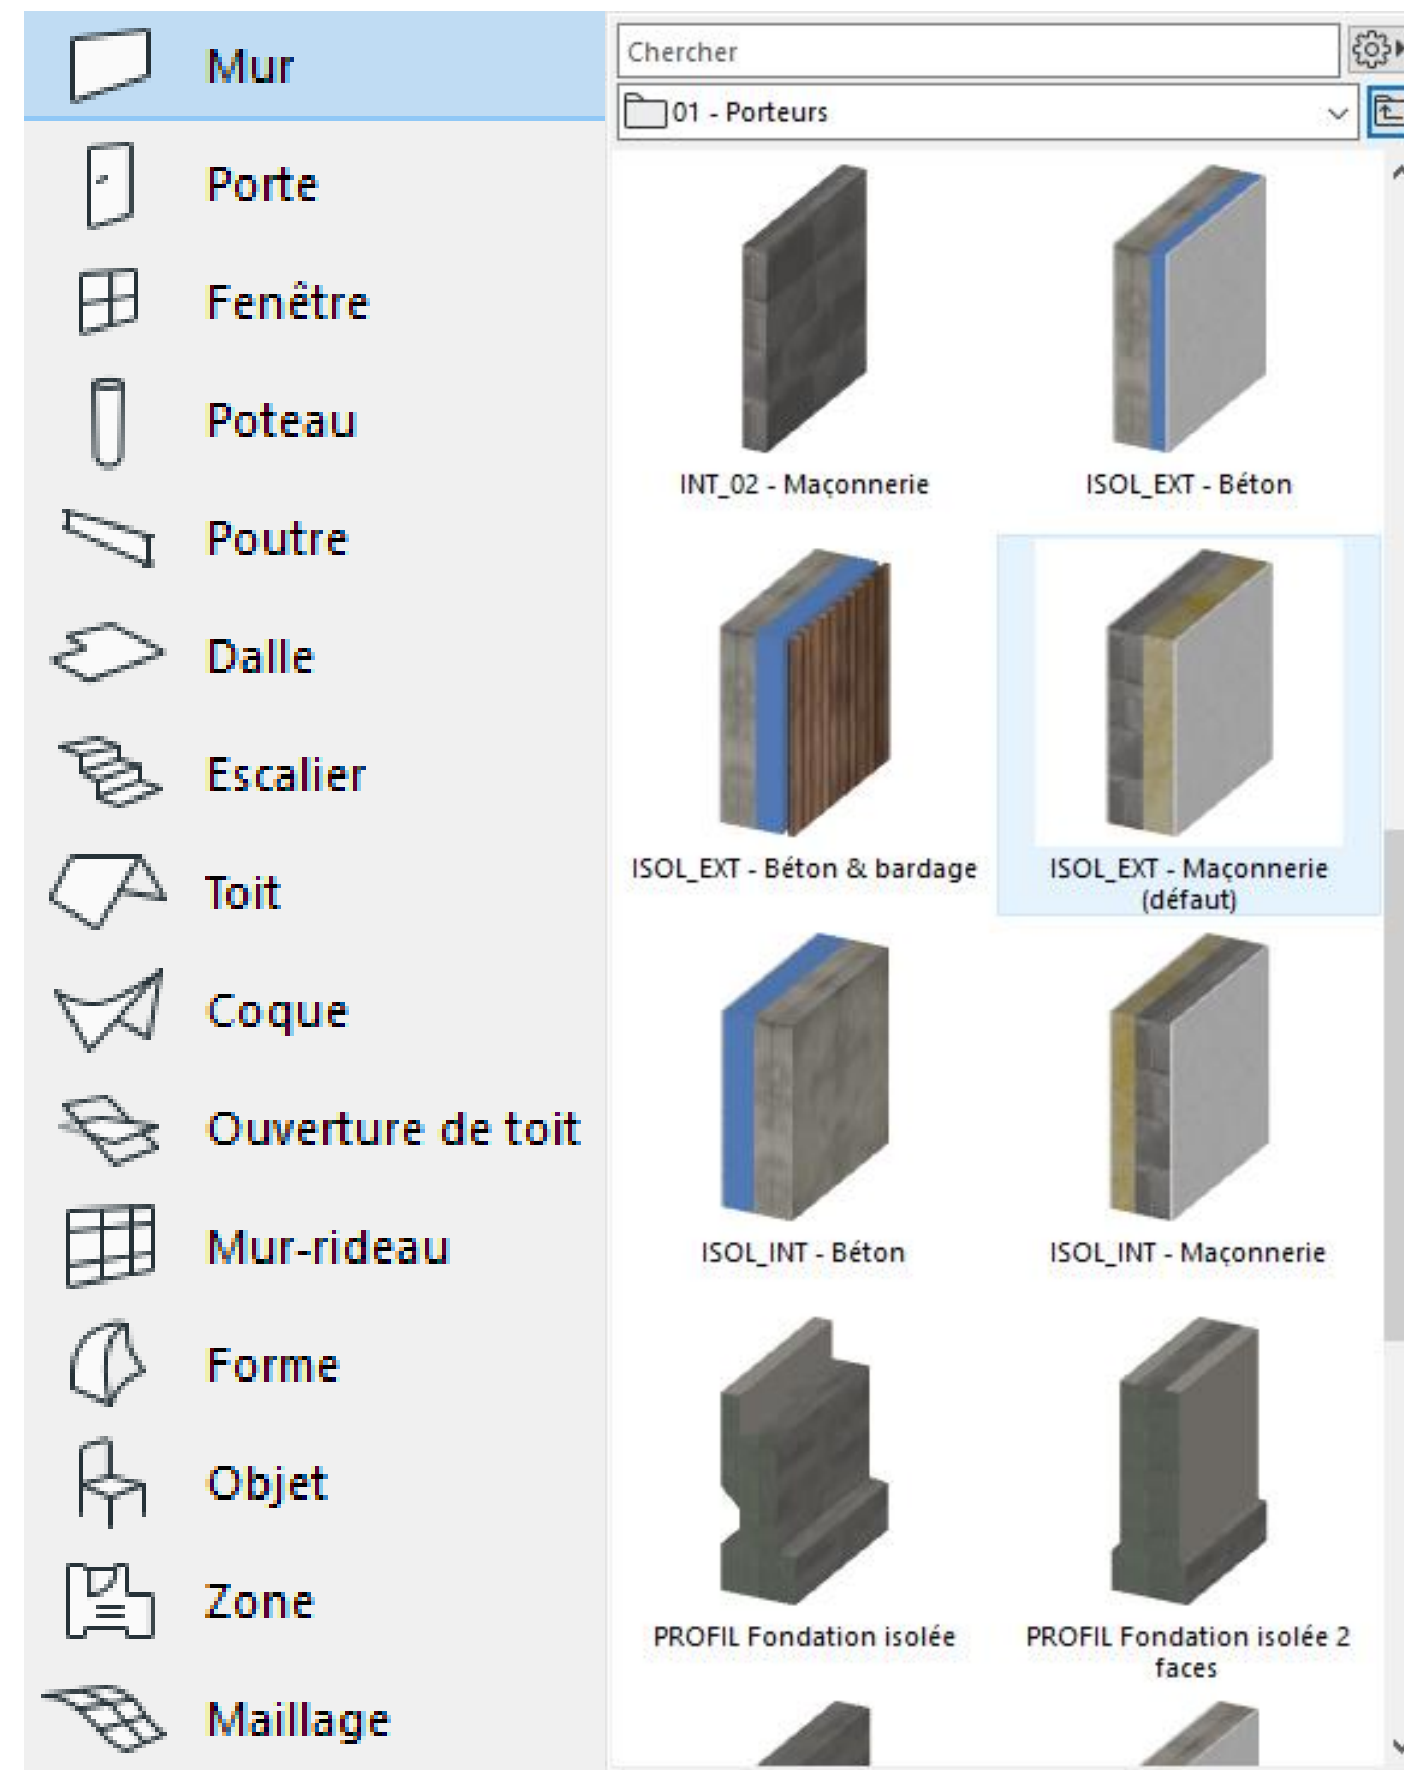 Mur
Porte
Fenêtre
Poteau
Poutre
Dalle
Escalier
Toit
Coque
Ouverture de toit
Mur-rideau
Forme
Objet
Zone
Maillage
Chercher
01 - Porteurs
INT_02 - Maçonnerie
ISOL_EXT - Béton
ISOL_EXT - Béton & bardage
ISOL_EXT - Maçonnerie
(défaut)
ISOL_INT - Béton
ISOL_INT - Maçonnerie
PROFIL Fondation isolée
PROFIL Fondation isolée 2
faces